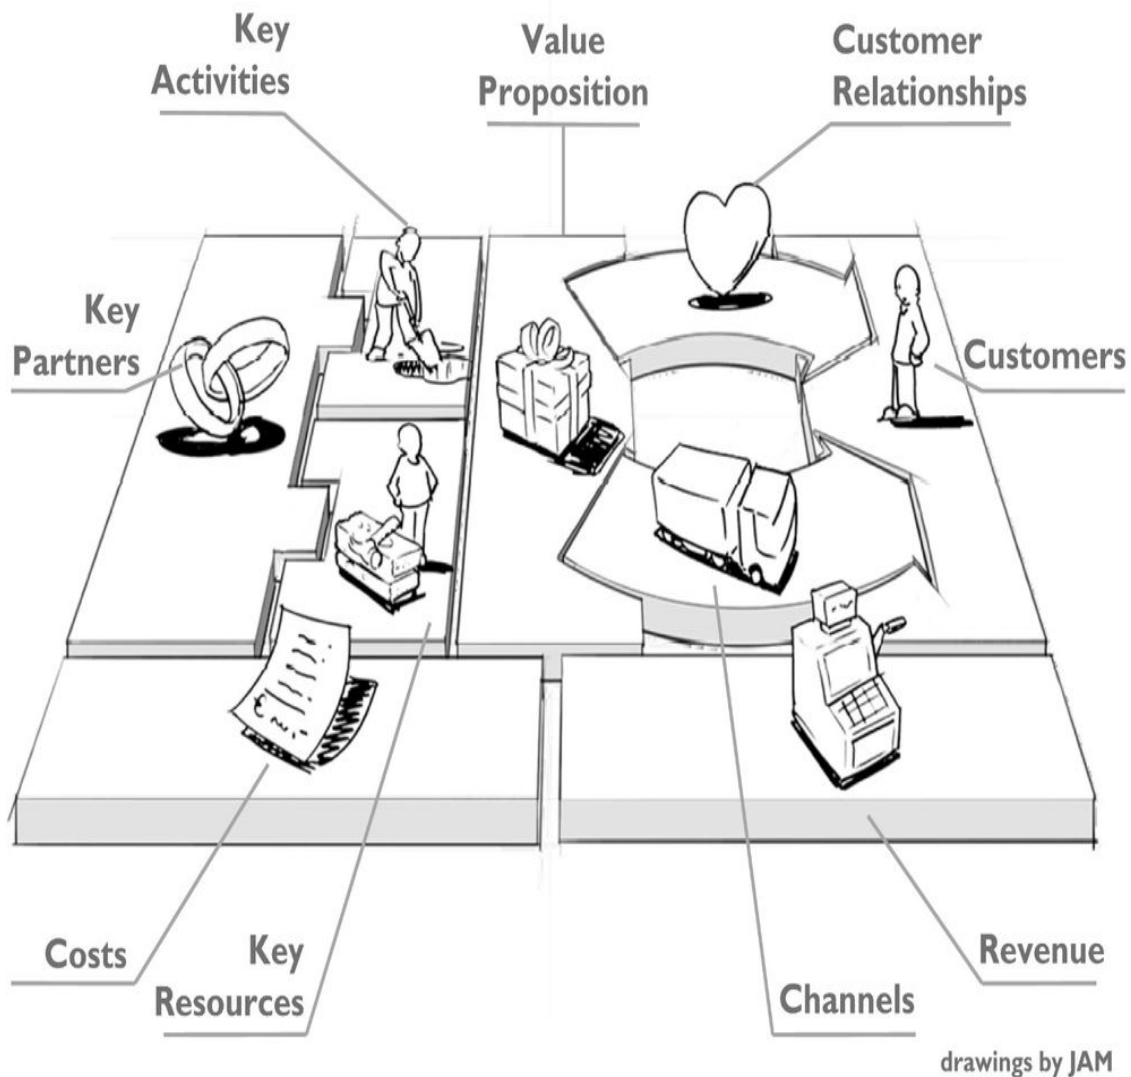 Key
Activities
Value
Proposition
Customer
Relationships
Key
Partners
Customers
Costs
Key
Resources
Channels
Revenue
drawings by JAM